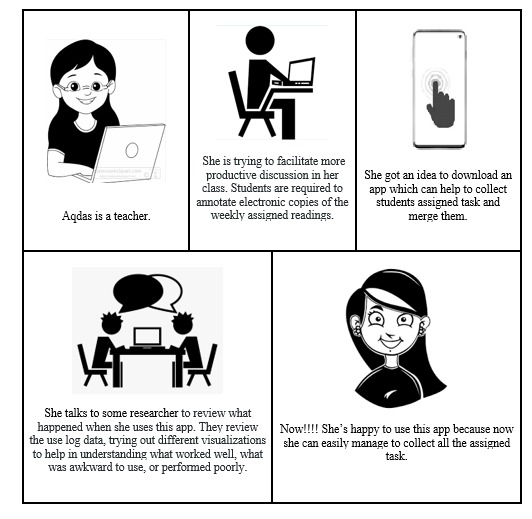 Aqdas is a teacher.
She is trying to facilitate more
productive discussion in her
class. Students are required to
annotate electronic copies of the
weekly assigned readings.
She got an idea to download an
app which can help to collect
students assigned task and
merge them.
She talks to some researcher to review what
happened when she uses this app. They review
the use log data, trying out different visualizations
to help in understanding what worked well, what
was awkward to use, or performed poorly.
Now!!!! She's happy to use this app because now
she can easily manage to collect all the assigned
task.